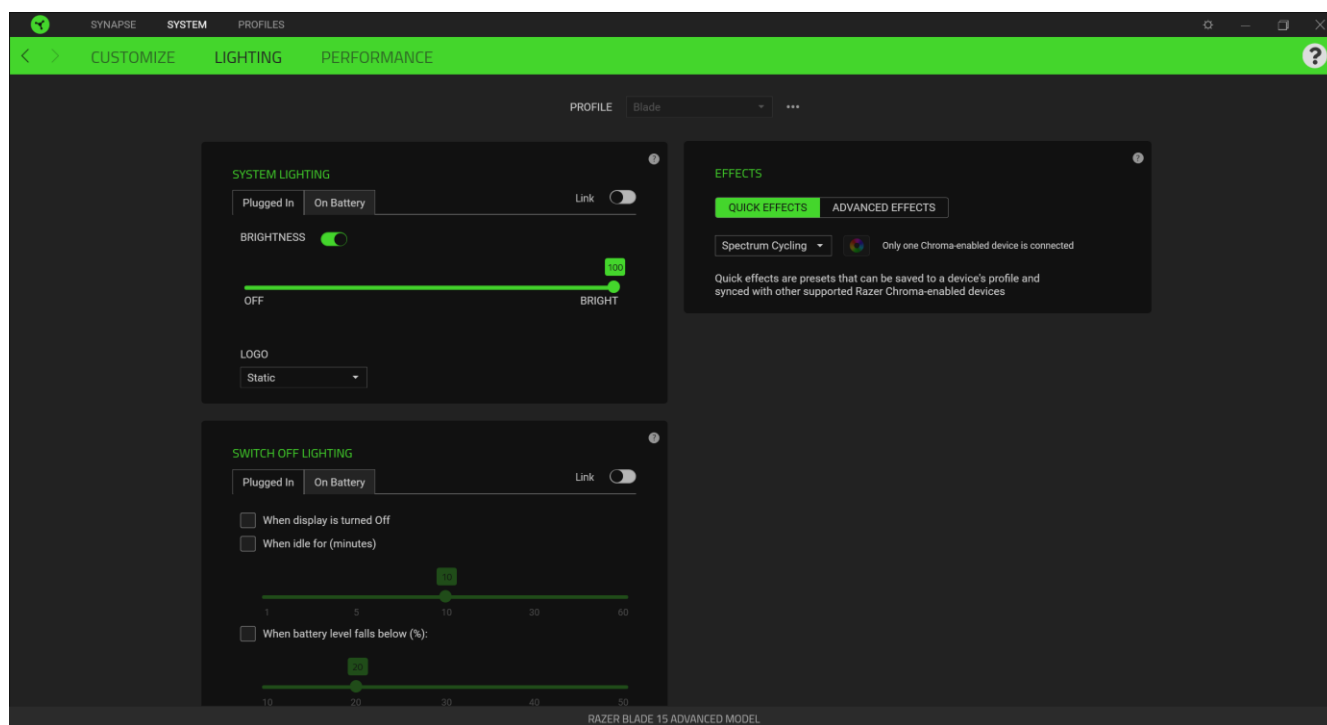 SYNAPSE SYSTEM PROFILES
CUSTOMIZE LIGHTING PERFORMANCE
?
PROFILE Blade •••
?
SYSTEM LIGHTING
Plugged In On Battery Link
BRIGHTNESS
100
OFF BRIGHT
LOGO
Static
?
EFFECTS
QUICK EFFECTS ADVANCED EFFECTS
Spectrum Cycling Only one Chroma-enabled device is connected
Quick effects are presets that can be saved to a device's profile and
synced with other supported Razer Chroma-enabled devices
?
SWITCH OFF LIGHTING
Plugged In On Battery Link
When display is turned Off
When idle for (minutes)
10
1 5 10 30 60
When battery level falls below (%):
20
10 20 30 40 50
RAZER BLADE 15 ADVANCED MODEL